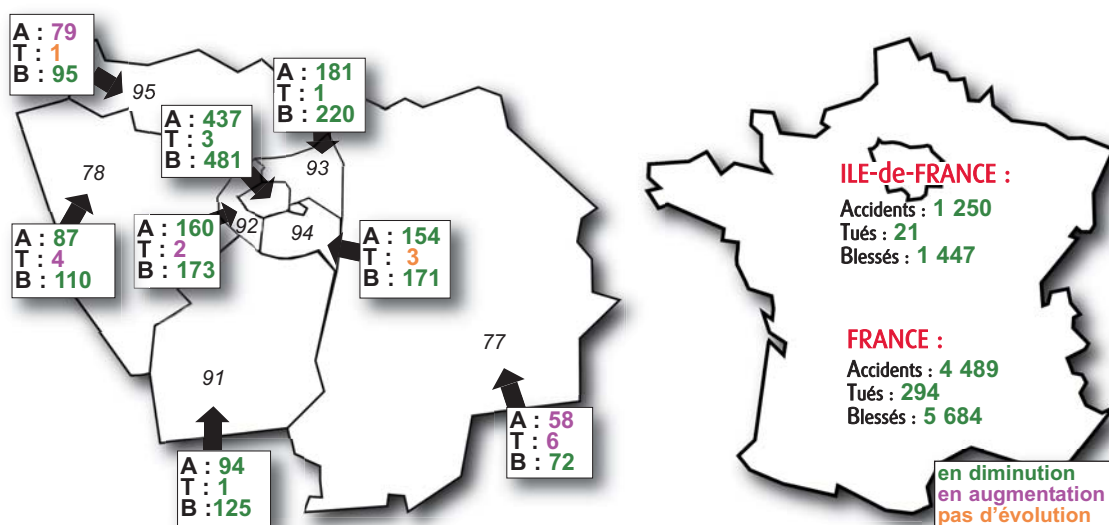 A : 79
T : 1
B : 95
95
A : 181
T : 1
B : 220
A : 437
T : 3
B : 481
93
78
92
94
A : 87
T : 4
B : 110
A : 160
T : 2
B : 173
A : 154
T : 3
B : 171
77
91
A : 94
T : 1
B :125
A : 58
T : 6
B : 72
ILE-de-FRANCE :
Accidents : 1 250
Tués : 21
Blessés : 1 447
FRANCE :
Accidents : 4 489
Tués : 294
Blessés : 5 684
en diminution
en augmentation
pas d'évolution